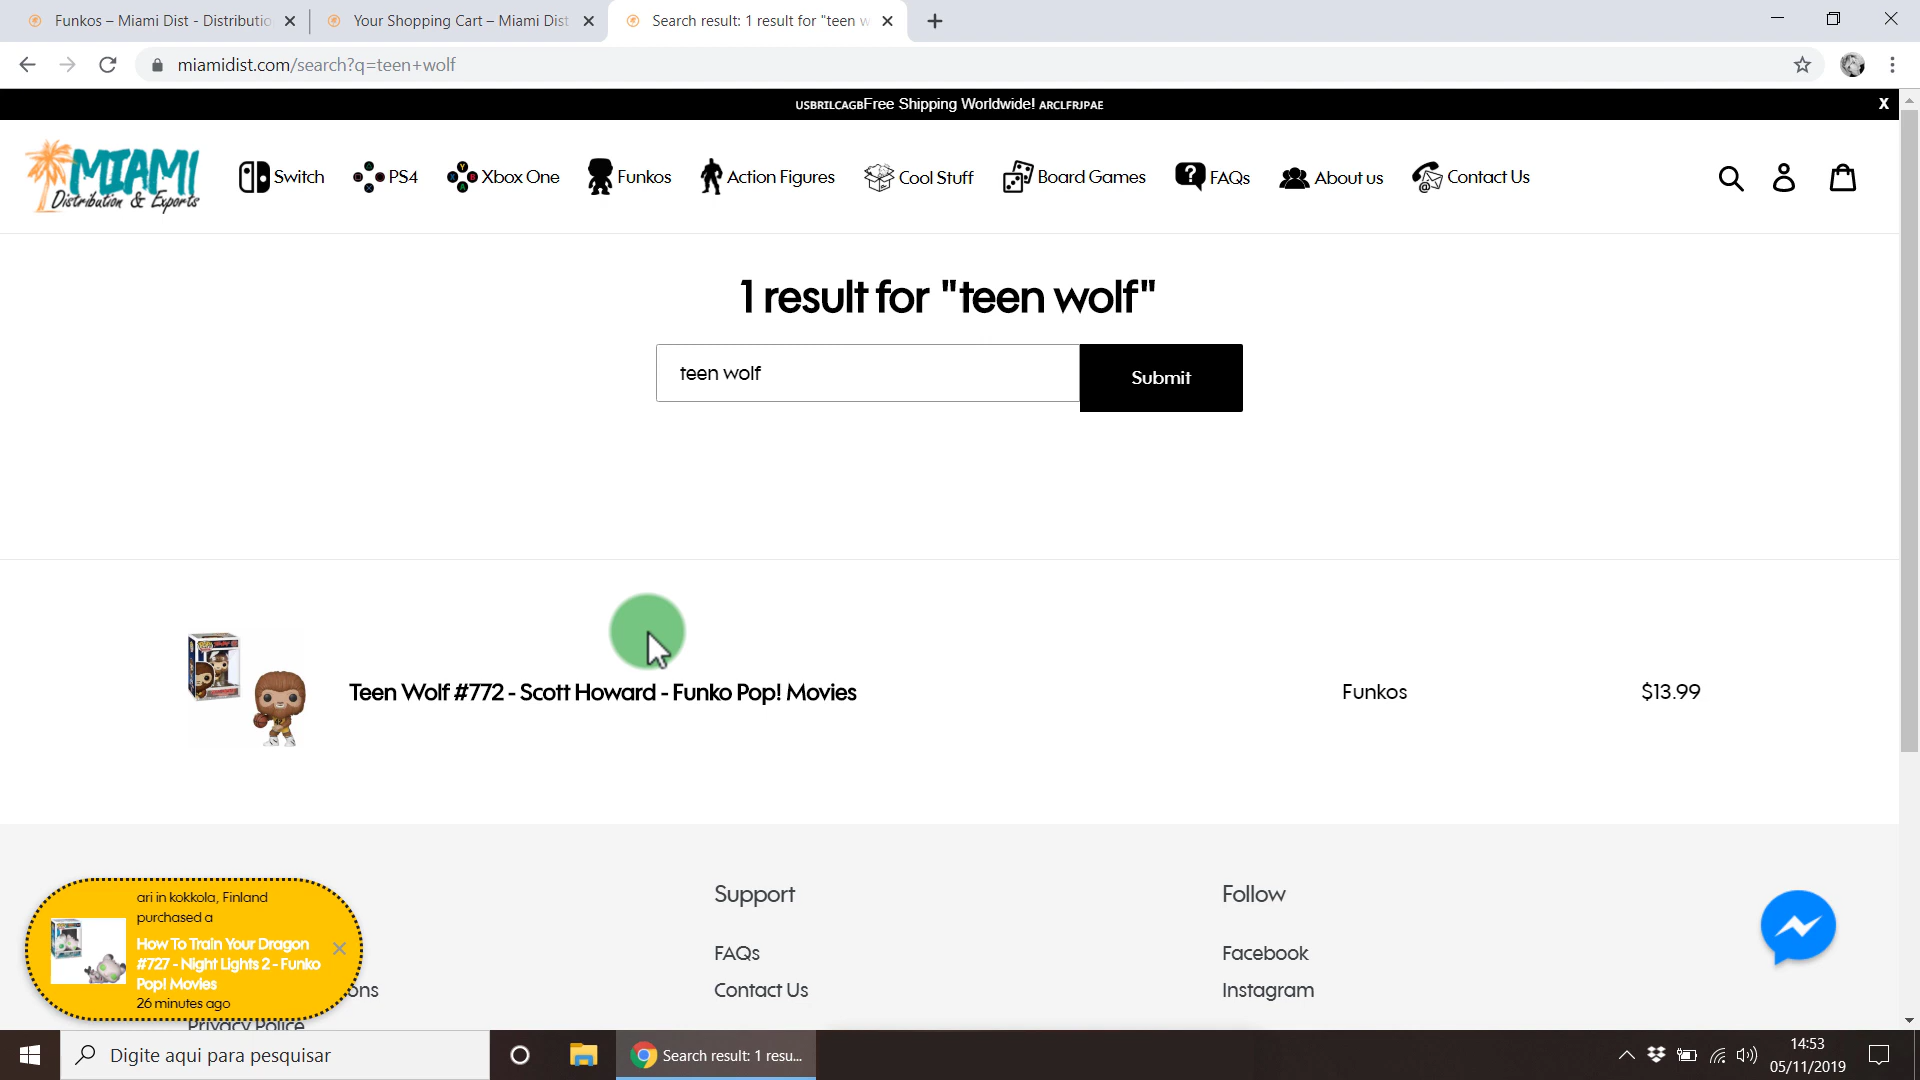 Funkos – Miami Dist - Distributio
Your Shopping Cart – Miami Dist
Search result: 1 result for "teen w
miamidist.com/search?q=teen+wolf
USBRILCAGBFree Shipping Worldwide! ARCLFRJPAE
X
MIAMI
Distribution & Exports
Switch
PS4
Xbox One
Funkos
Action Figures
Cool Stuff
Board Games
FAQs
About us
Contact Us
1 result for "teen wolf"
teen wolf
Submit
Teen Wolf #772 - Scott Howard - Funko Pop! Movies
Funkos
$13.99
Support
Follow
FAQs
Facebook
Contact Us
Instagram
ons
Privacy Police
ari in kokkola, Finland
purchased a
How To Train Your Dragon
#727 - Night Lights 2 - Funko
Pop! Movies
26 minutes ago
Digite aqui para pesquisar
Search result: 1 resu...
14:53
05/11/2019